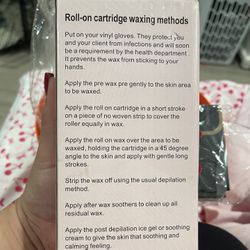 Roll-on cartridge waxing methods
Put on your vinyl gloves. They protect you
and your client from infections and will soon
be a requirement by the health department.
It prevents the wax from sticking to your
hands.
Apply the pre wax pre gently to the skin area
to be waxed.
Apply the roll on cartridge in a short stroke
on a piece of no woven strip to cover the
roller equally in wax.
Apply the roll on wax over the area to be
waxed, holding the cartridge in a 45 degree
angle to the skin and apply with gentle long
strokes.
Strip the wax off using the usual depilation
method.
Apply after wax soothers to clean up all
residual wax.
Apply the post depilation ice gel or soothing
cream to give the skin that soothing and
calming feeling.